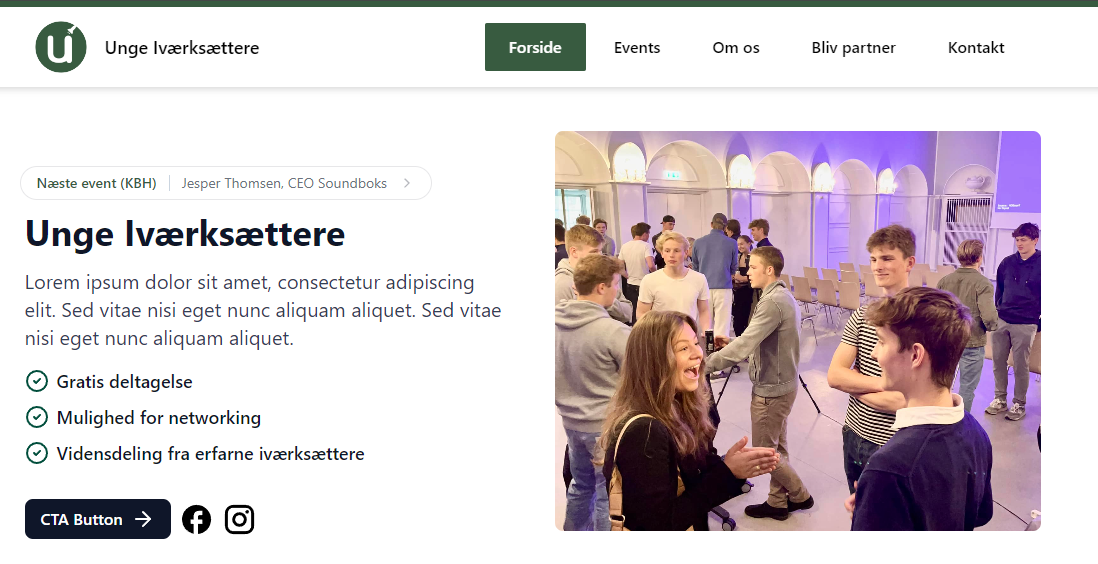 Unge Iværksættere
Forside
Events
Om os
Bliv partner
Kontakt
Næste event (KBH)
Jesper Thomsen, CEO Soundboks
Unge Iværksættere
Lorem ipsum dolor sit amet, consectetur adipiscing
elit. Sed vitae nisi eget nunc aliquam aliquet. Sed vitae
nisi eget nunc aliquam aliquet.
Gratis deltagelse
Mulighed for networking
Vidensdeling fra erfarne iværksættere
CTA Button